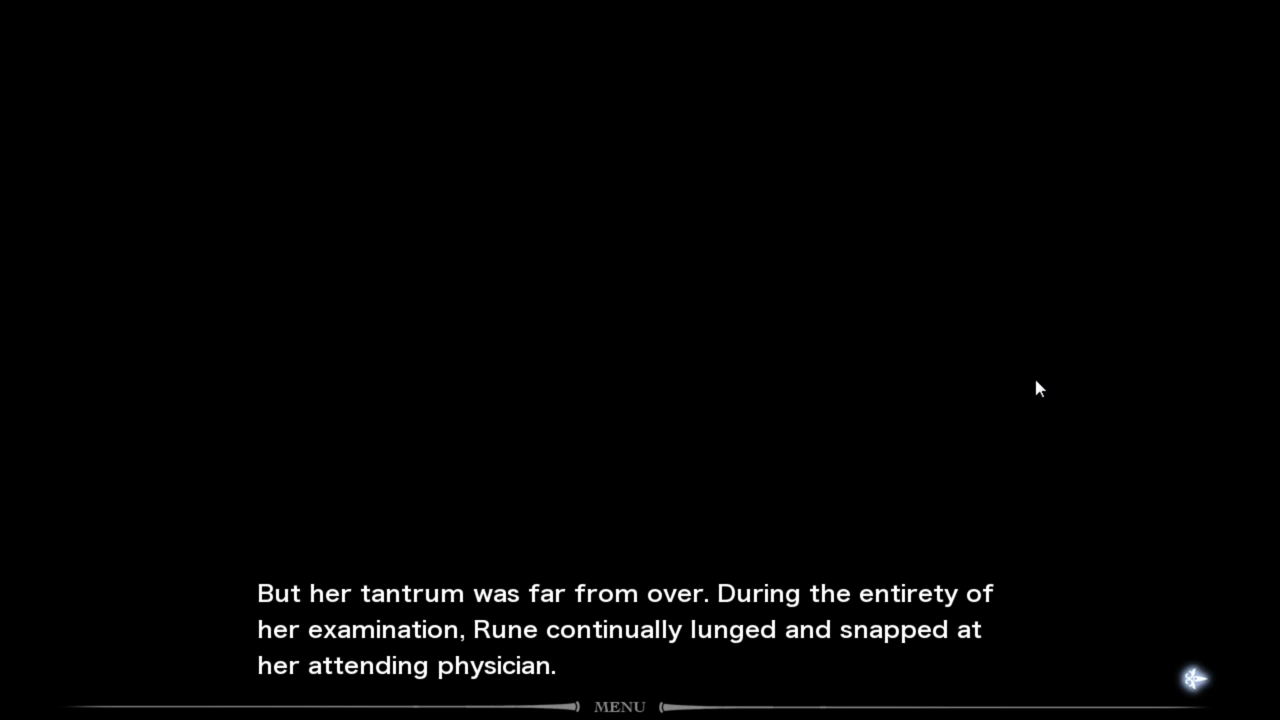 But her tantrum was far from over. During the entirety of
her examination, Rune continually lunged and snapped at
her attending physician.
MENU